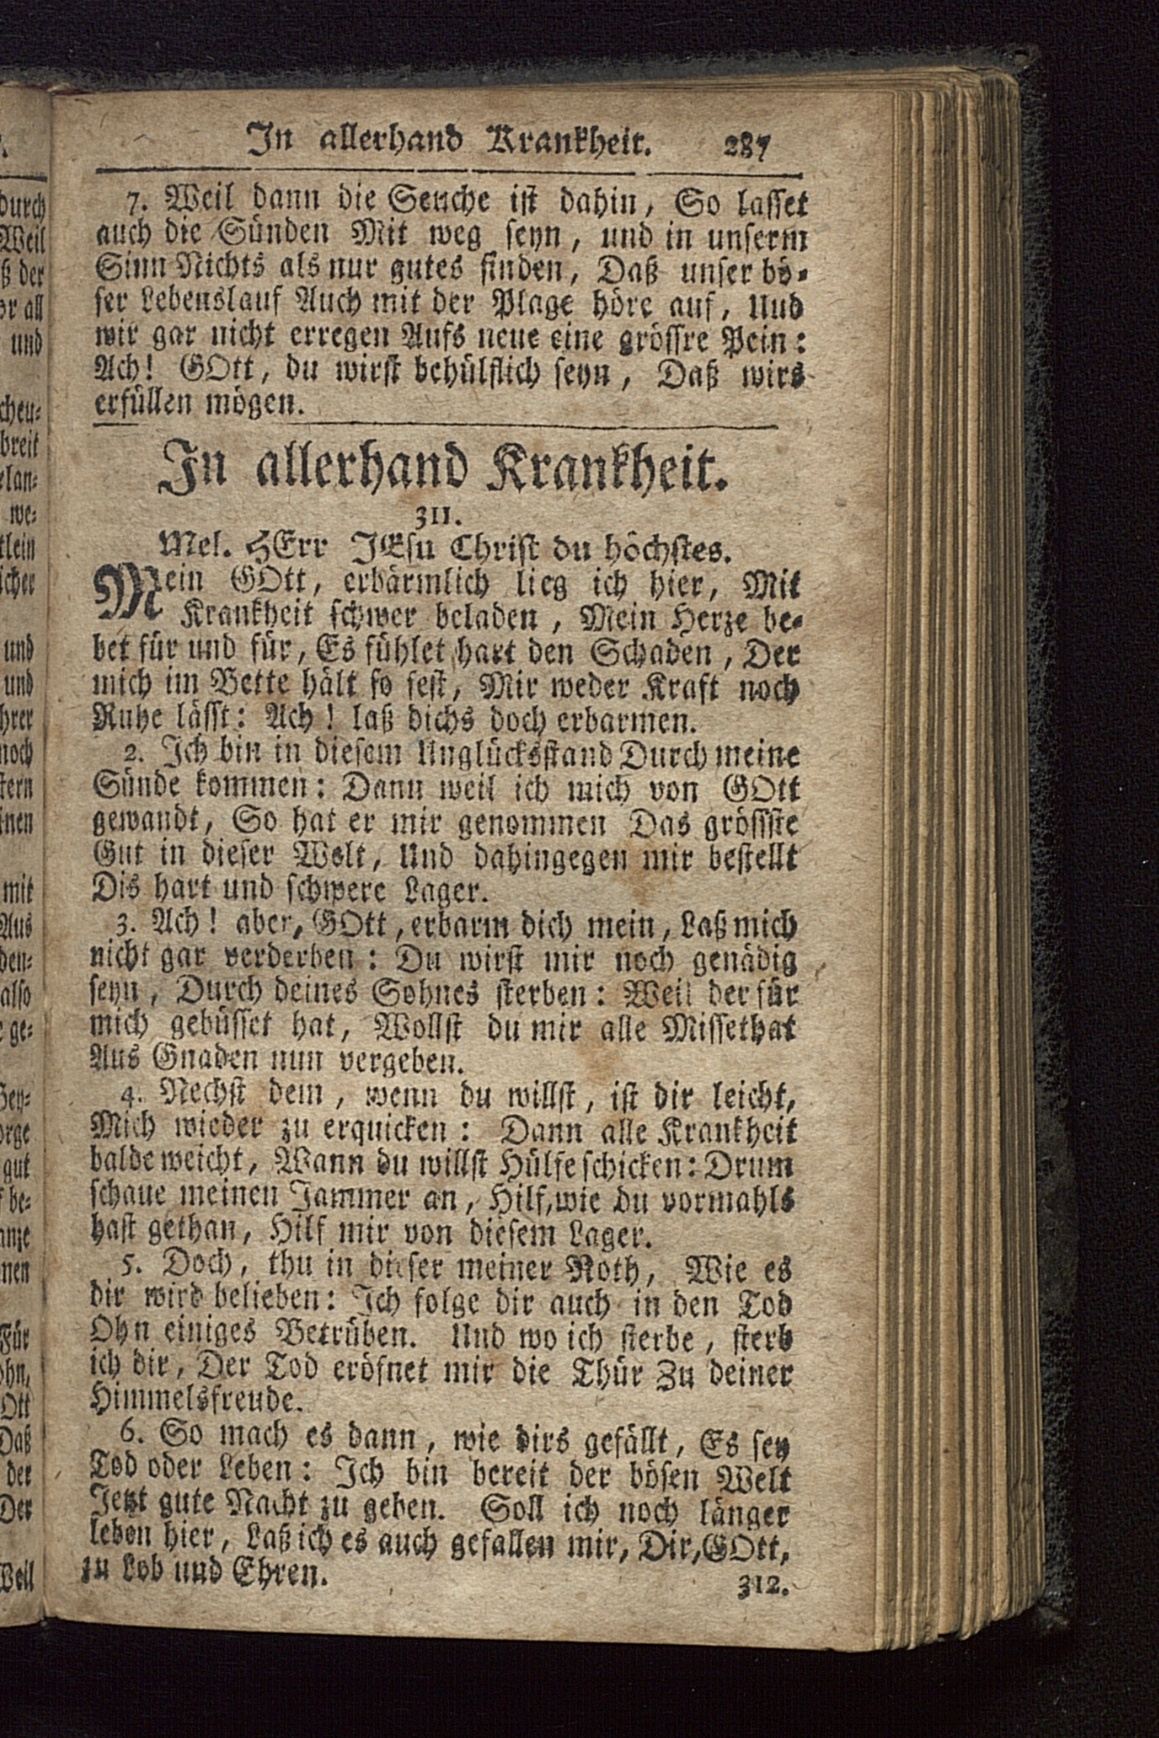 In allerhand Krankheit. 287
7. Weil dann die Seuche ist dahin, So lasset
auch die Sünden Mit weg seyn, und in unserm
Sinn Nichts als nur gutes finden, Daß unser bö-
ser Lebenslauf Auch mit der Plage höre auf, Und
wir gar nicht erregen Aufs neue eine grössre Pein:
Ach! GOtt, du wirst behülflich seyn, Daß wirs
erfüllen mögen.
In allerhand Krankheit.
311.
Mel. HErr JEsu Christ du höchstes.
Mein GOtt, erbärmlich lieg ich hier, Mit
Krankheit schwer beladen, Mein Herze be-
bet für und für, Es fühlet hart den Schaden, Der
mich im Bette hält so fest, Mir weder Kraft noch
Ruhe lässt: Ach! laß dichs doch erbarmen.
2. Ich bin in diesem Unglücksstand Durch meine
Sünde kommen: Dann weil ich mich von GOtt
gewandt, So hat er mir genommen Das grössste
Gut in dieser Welt, Und dahingegen mir bestellt
Dis hart und schwere Lager.
3. Ach! aber, GOtt, erbarm dich mein, Laß mich
nicht gar verderben: Du wirst mir noch genädig
seyn, Durch deines Sohnes sterben: Weil der für
mich gebüsset hat, Wollst du mir alle Missethat
Aus Gnaden nun vergeben.
4. Nechst dem, wenn du willst, ist dir leicht,
Mich wieder zu erquicken: Dann alle Krankheit
balde weicht, Wann du willst Hülfe schicken: Drum
schaue meinen Jammer an, Hilf, wie du vormahls
hast gethan, Hilf mir von diesem Lager.
5. Doch, thu in dieser meiner Noth, Wie es
dir wird belieben: Ich folge dir auch in den Tod
Ohn einiges Betrüben. Und wo ich sterbe, sterb
ich dir, Der Tod eröfnet mir die Thür Zu deiner
Himmelsfreude.
6. So mach es dann, wie dirs gefällt, Es sey
Tod oder Leben: Ich bin bereit der bösen Welt
Jetzt gute Nacht zu geben. Soll ich noch länger
leben hier, Laß ich es auch gefallen mir, Dir, GOtt,
zu Lob und Ehren.
312.